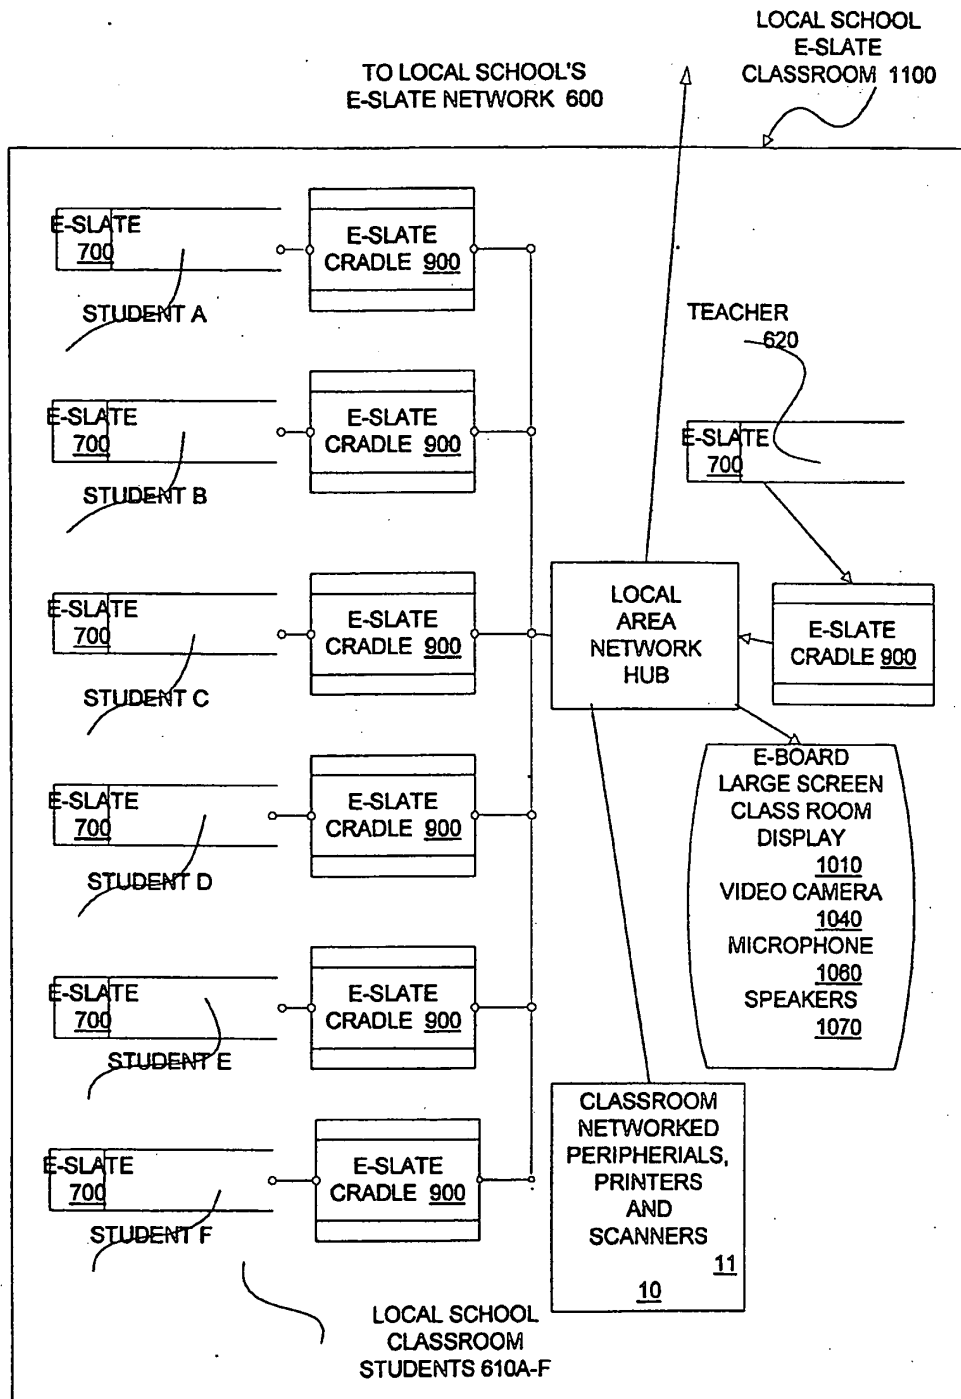 LOCAL SCHOOL
E-SLATE
CLASSROOM 1100
TO LOCAL SCHOOL'S
E-SLATE NETWORK 600
E-SLATE
700
STUDENT A
E-SLATE
CRADLE 900
E-SLATE
700
STUDENT B
E-SLATE
CRADLE 900
E-SLATE
700
STUDENT C
E-SLATE
CRADLE 900
E-SLATE
700
STUDENT D
E-SLATE
CRADLE 900
E-SLATE
700
STUDENT E
E-SLATE
CRADLE 900
E-SLATE
700
STUDENT F
E-SLATE
CRADLE 900
LOCAL SCHOOL
CLASSROOM
STUDENTS 610A-F
TEACHER
620
E-SLATE
700
E-SLATE
CRADLE 900
LOCAL
AREA
NETWORK
HUB
E-BOARD
LARGE SCREEN
CLASS ROOM
DISPLAY
1010
VIDEO CAMERA
1040
MICROPHONE
1060
SPEAKERS
1070
CLASSROOM
NETWORKED
PERIPHERIALS,
PRINTERS
AND
SCANNERS
11
10